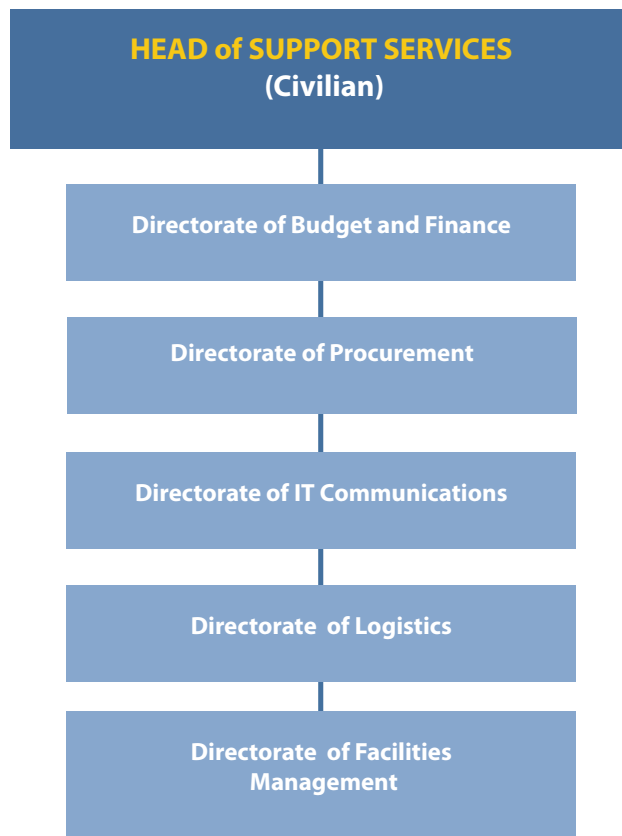 HEAD of SUPPORT SERVICES
(Civilian)
Directorate of Budget and Finance
Directorate of Procurement
Directorate of IT Communications
Directorate of Logistics
Directorate of Facilities
Management